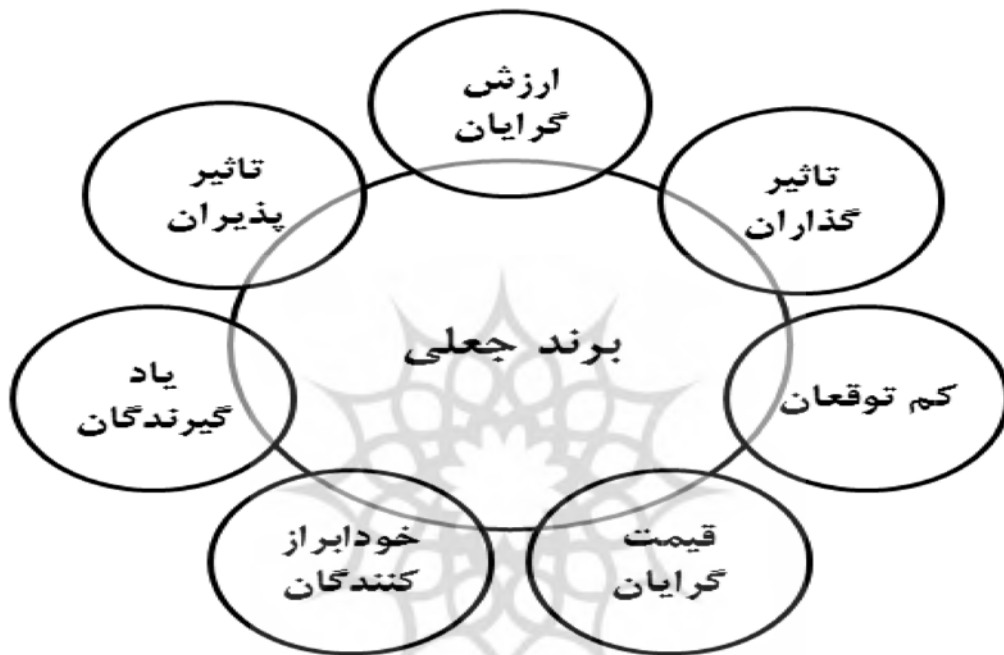 ارزش
گرایان
تاثیر
گذاران
تاثیر
پذیران
برند جعلی
کم توقعان
یاد
گیرندگان
قیمت
گرایان
خودابراز
کنندگان